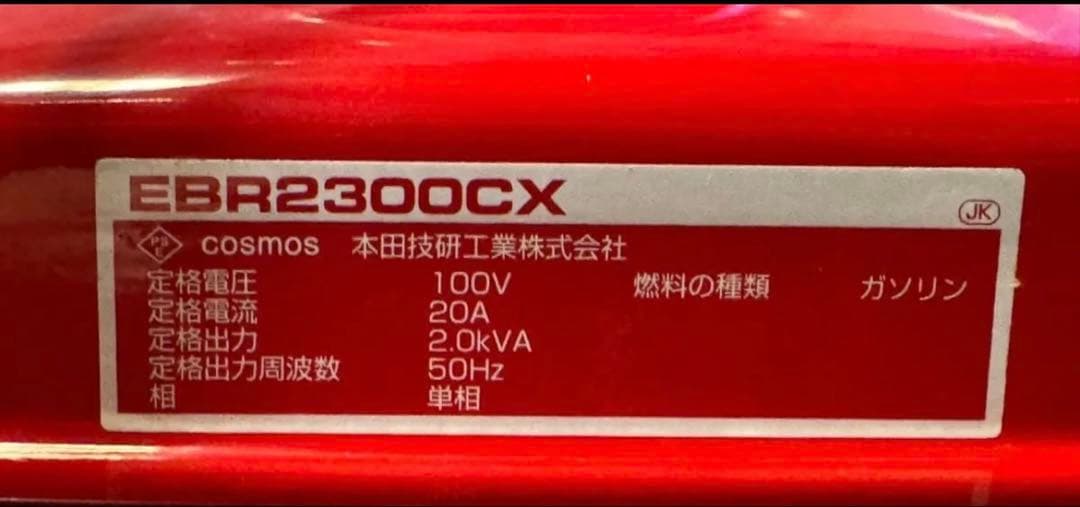 EBR2300CX
JK
PSE cosmos 本田技研工業株式会社
定格電圧 100V 燃料の種類 ガソリン
定格電流 20A
定格出力 2.0kVA
定格出力周波数 50Hz
相 単相